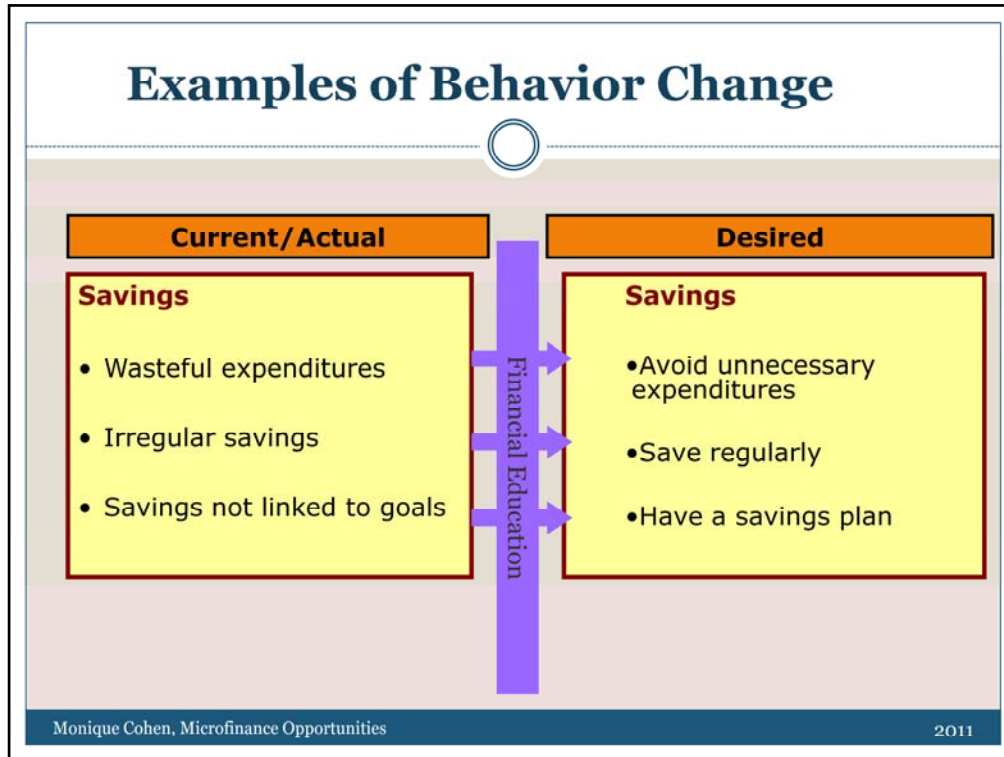 Examples of Behavior Change
Current/Actual
Savings
• Wasteful expenditures
• Irregular savings
• Savings not linked to goals
Financial Education
Desired
Savings
•Avoid unnecessary
expenditures
•Save regularly
•Have a savings plan
Monique Cohen, Microfinance Opportunities
2011